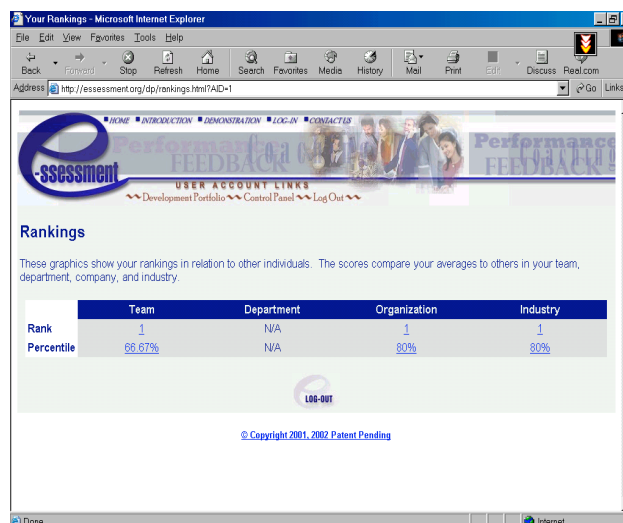 Your Rankings - Microsoft Internet Explorer
File Edit View Favorites Tools Help
Back Forward Stop Refresh Home Search Favorites Media History Mail Print Edit Discuss Real.com
Address http://essessment.org/dp/rankings.html?AID=1 Go Links
HOME INTRODUCTION DEMONSTRATION LOG-IN CONTACT US
Performance
FEEDBACK
e-ssessment
USER ACCOUNT LINKS
Development Portfolio Control Panel Log Out
Rankings
These graphics show your rankings in relation to other individuals. The scores compare your averages to others in your team,
department, company, and industry.
Team Department Organization Industry
Rank 1 N/A 1 1
Percentile 66.67% N/A 80% 80%
LOG-OUT
© Copyright 2001, 2002 Patent Pending
Done Internet